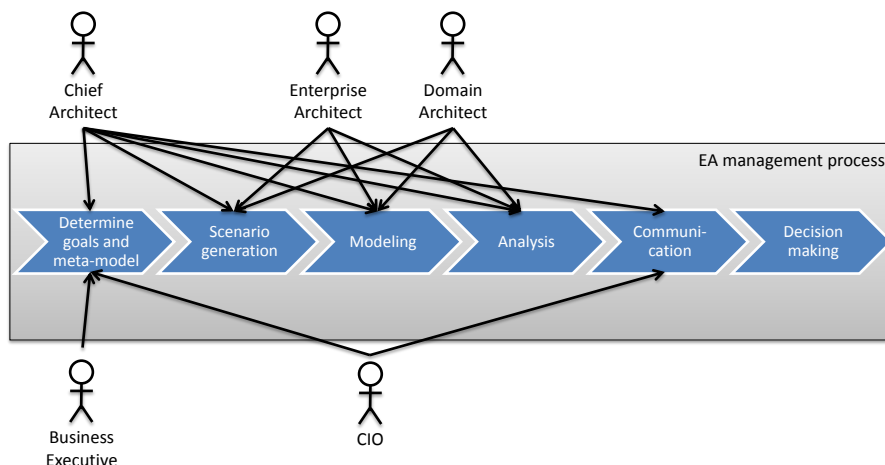 Chief
Architect
Enterprise
Architect
Domain
Architect
EA management process
Determine
goals and
meta-model
Scenario
generation
Modeling
Analysis
Communi-
cation
Decision
making
Business
Executive
CIO